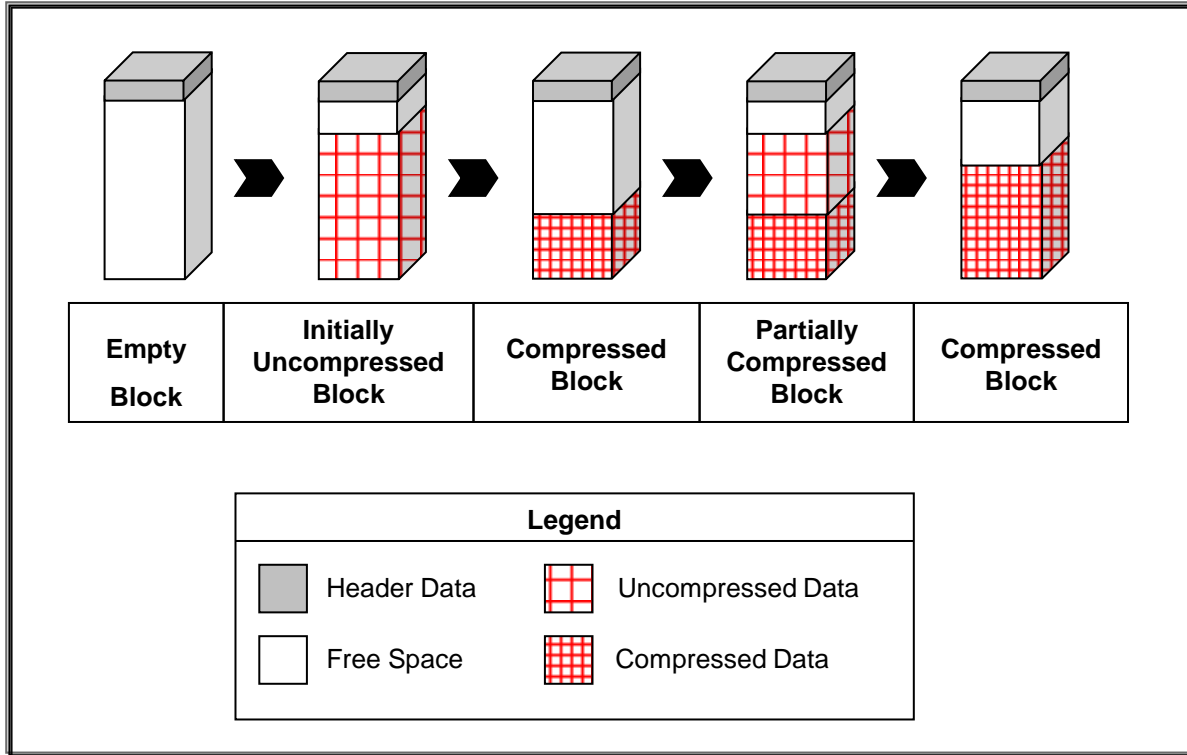 Empty
Block
Initially
Uncompressed
Block
Compressed
Block
Partially
Compressed
Block
Compressed
Block
Legend
Header Data
Uncompressed Data
Free Space
Compressed Data